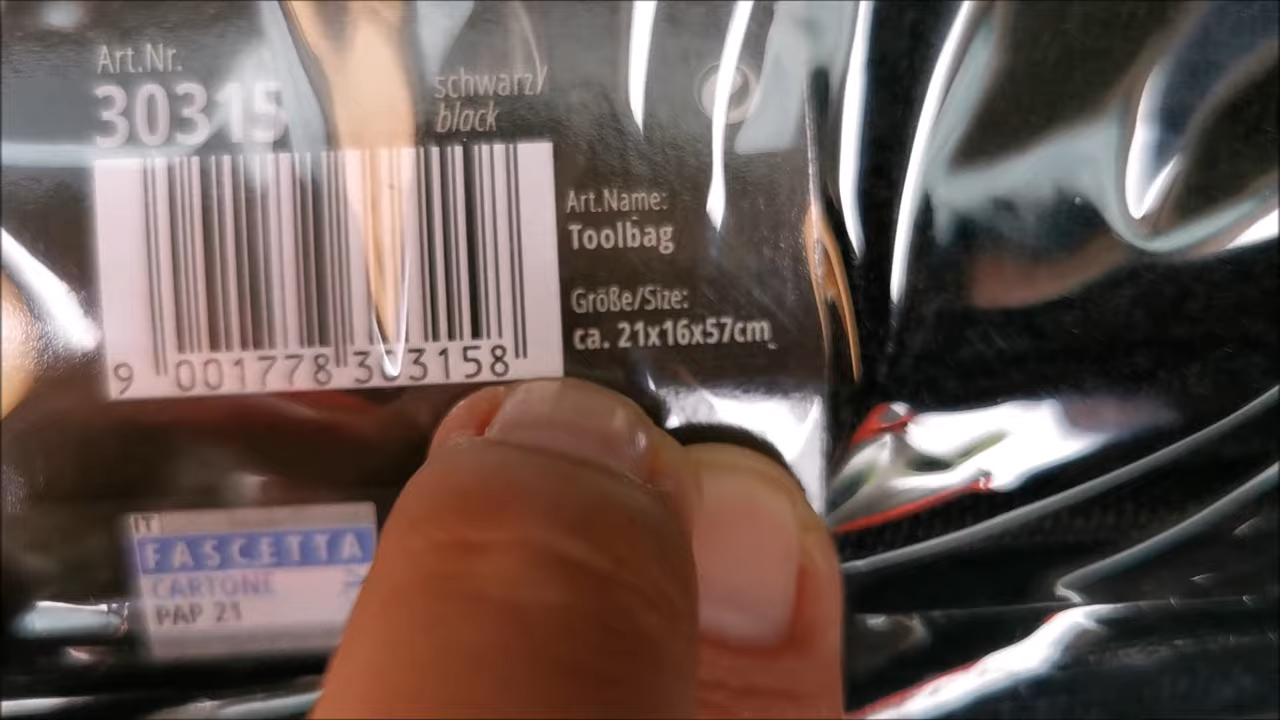 Art.Nr.
30315
schwarz/
black
Art.Name:
Toolbag
Größe/Size:
ca. 21x16x57cm
9 001778 303158
IT
FASCETTA
CARTONE
PAP 21